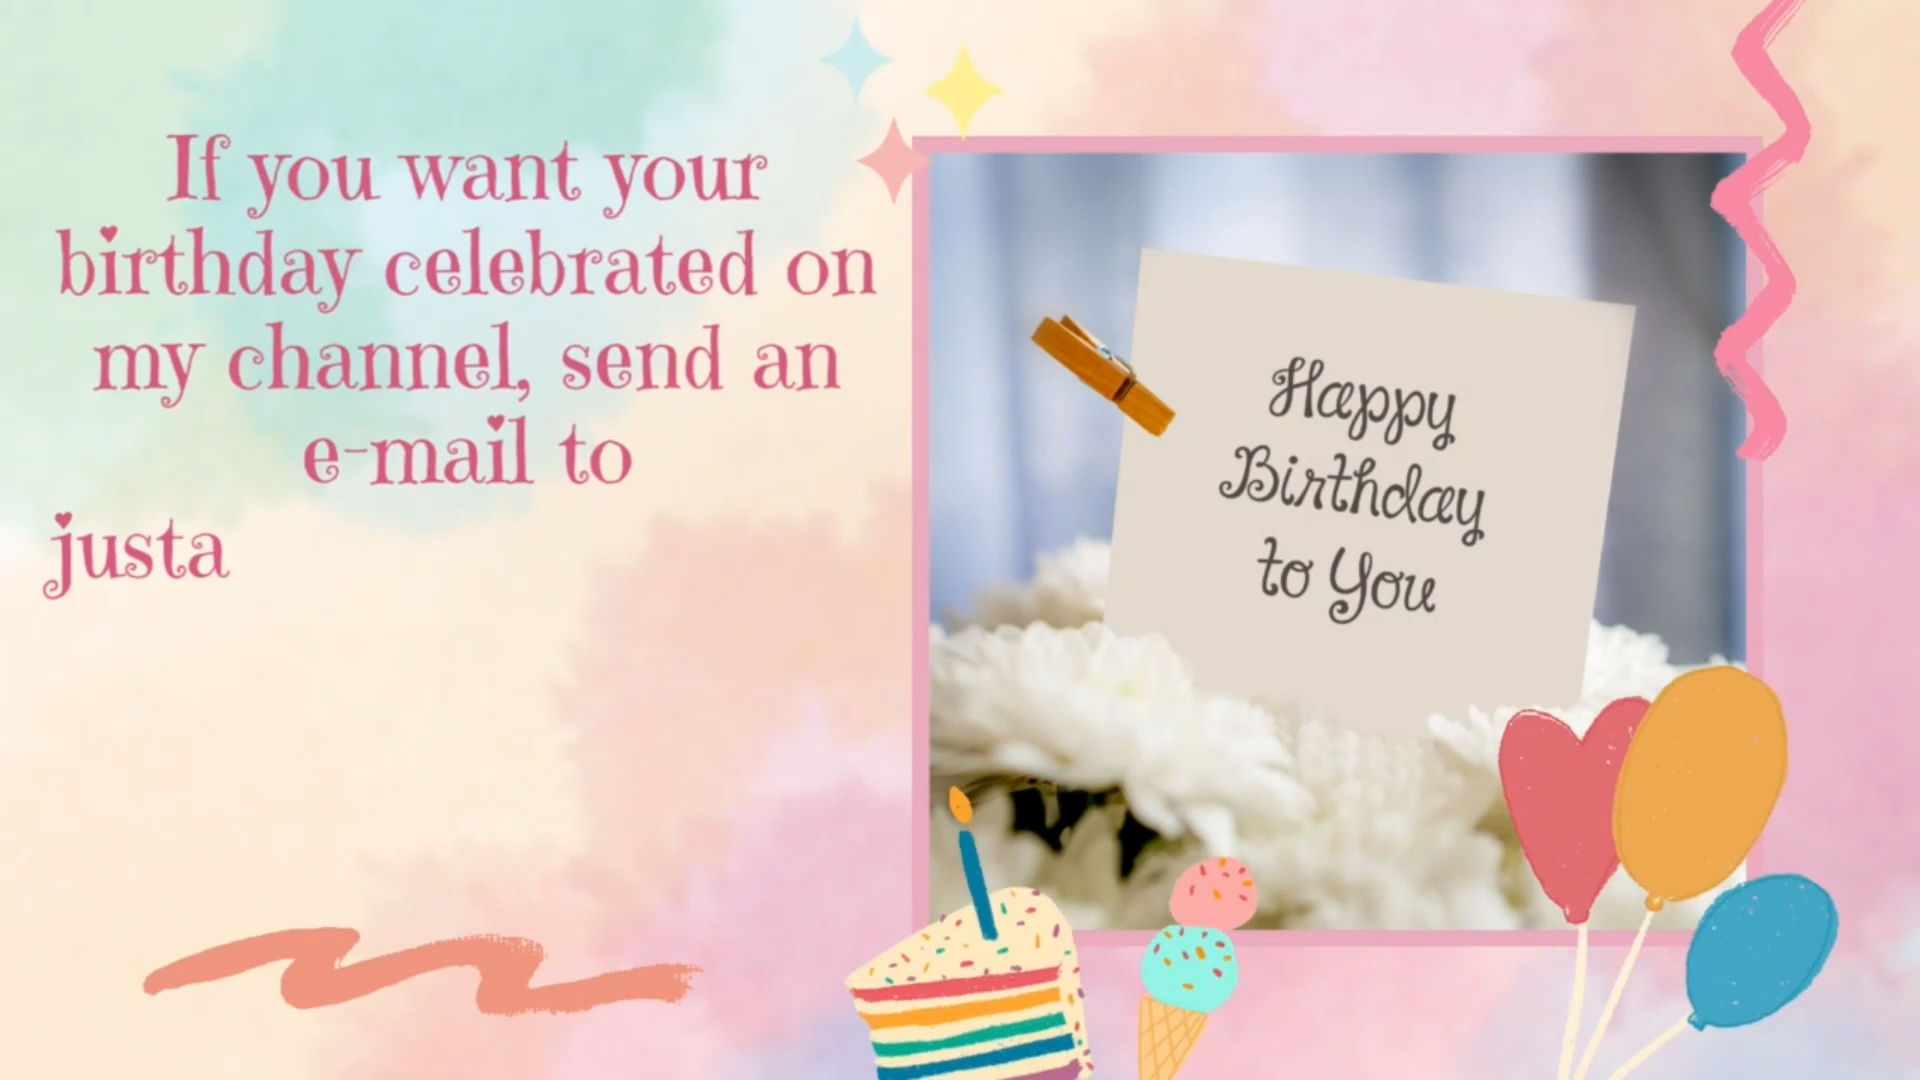 If you want your
birthday celebrated on
my channel, send an
e-mail to
justa
Happy
Birthday
to You